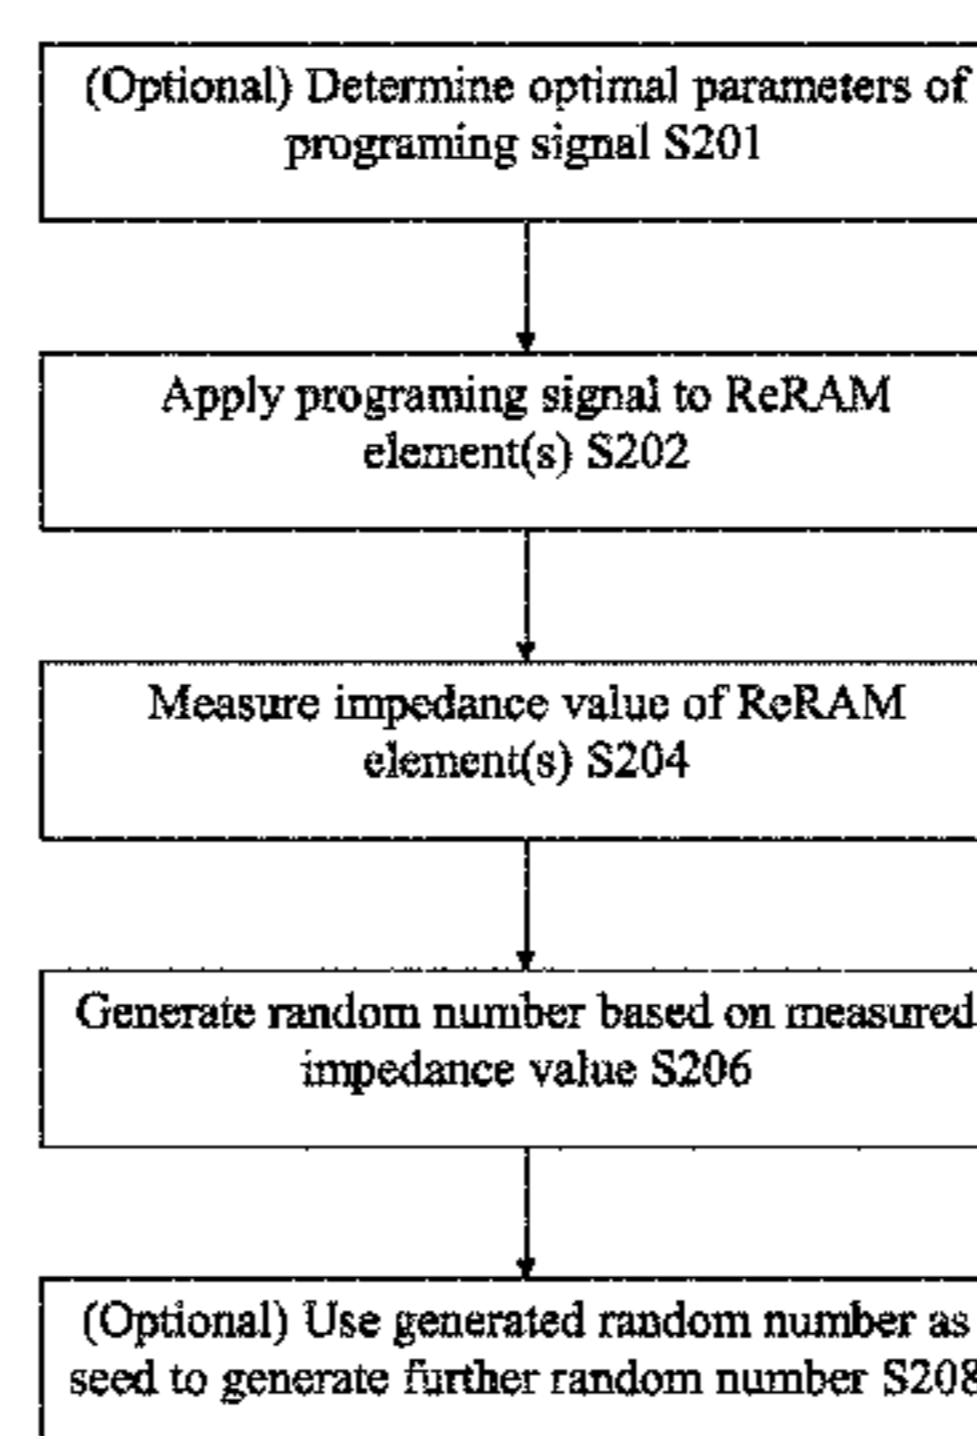 (Optional) Determine optimal parameters of
programing signal S201
Apply programing signal to ReRAM
element(s) S202
Measure impedance value of ReRAM
element(s) S204
Generate random number based on measured
impedance value S206
(Optional) Use generated random number as
seed to generate further random number S208